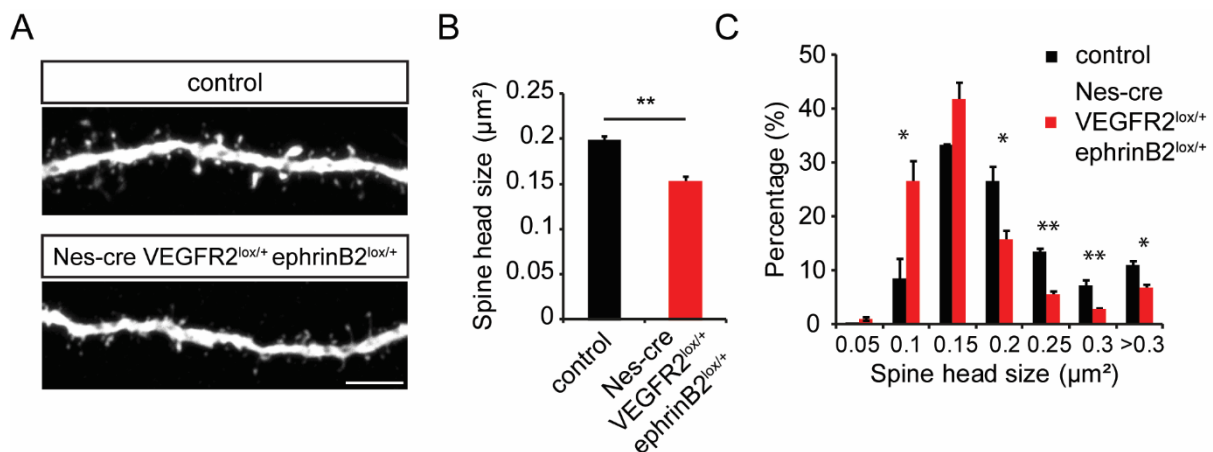 A
control
Nes-cre VEGFR2lox/+ ephrinB2lox/+
B
Spine head size (µm²)
0.25
0.2
0.15
0.1
0.05
0
**
control
Nes-cre
VEGFR2lox/+
ephrinB2lox/+
C
Percentage (%)
50
40
30
20
10
0
*
*
**
**
*
control
Nes-cre
VEGFR2lox/+
ephrinB2lox/+
0.05 0.1 0.15 0.2 0.25 0.3 >0.3
Spine head size (µm²)